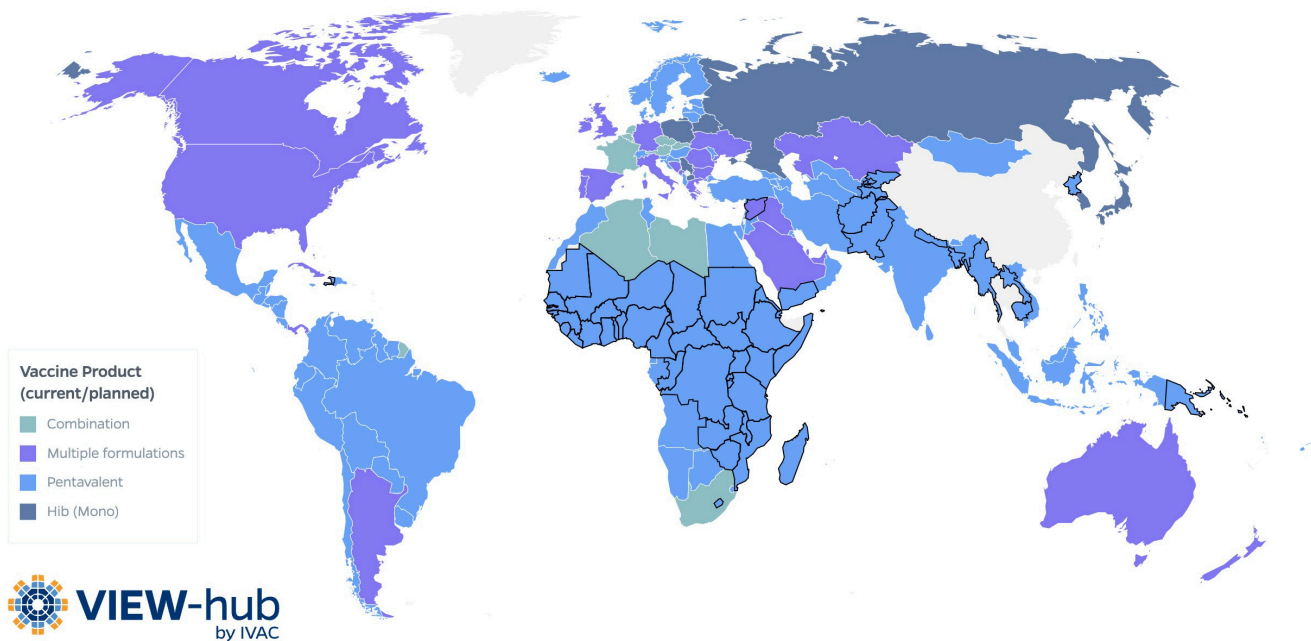 Vaccine Product
(current/planned)
Combination
Multiple formulations
Pentavalent
Hib (Mono)
VIEW-hub
by IVAC